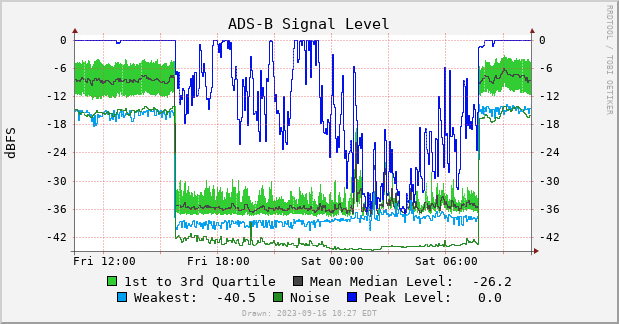 ADS-B Signal Level
RRDTOOL / TOBI OETIKER
dBFS
0 0
-6 -6
-12 -12
-18 -18
-24 -24
-30 -30
-36 -36
-42 -42
Fri 12:00 Fri 18:00 Sat 00:00 Sat 06:00
1st to 3rd Quartile Mean Median Level: -26.2
Weakest: -40.5 Noise Peak Level: 0.0
Drawn: 2023-09-16 10:27 EDT